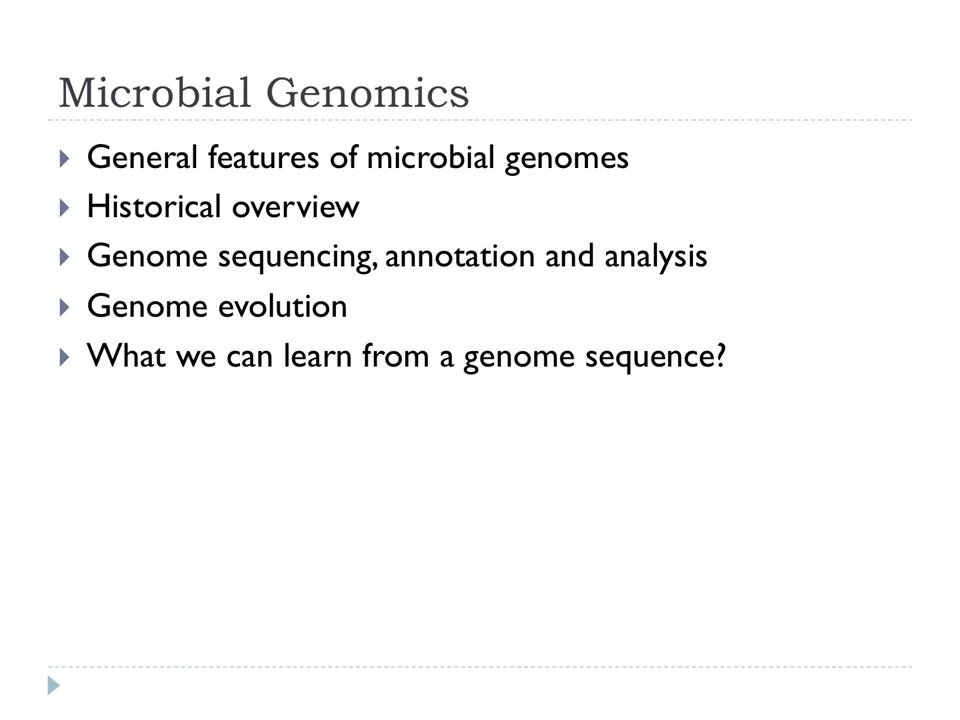 Microbial Genomics
General features of microbial genomes
Historical overview
Genome sequencing, annotation and analysis
Genome evolution
What we can learn from a genome sequence?